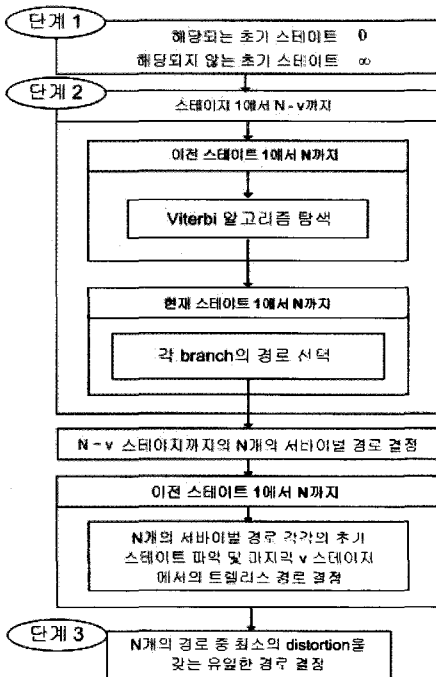 단계 1
해당되는 초기 스테이트 0
해당되지 않는 초기 스테이트 ∞
단계 2
스테이지 1에서 N - v까지
이전 스테이트 1에서 N까지
Viterbi 알고리즘 탐색
현재 스테이트 1에서 N까지
각 branch의 경로 선택
N - v 스테이지까지의 N개의 서바이벌 경로 결정
이전 스테이트 1에서 N까지
N개의 서바이벌 경로 각각의 초기
스테이트 파악 및 마지막 v 스테이지
에서의 트렐리스 경로 결정
단계 3
N개의 경로 중 최소의 distortion을
갖는 유일한 경로 결정